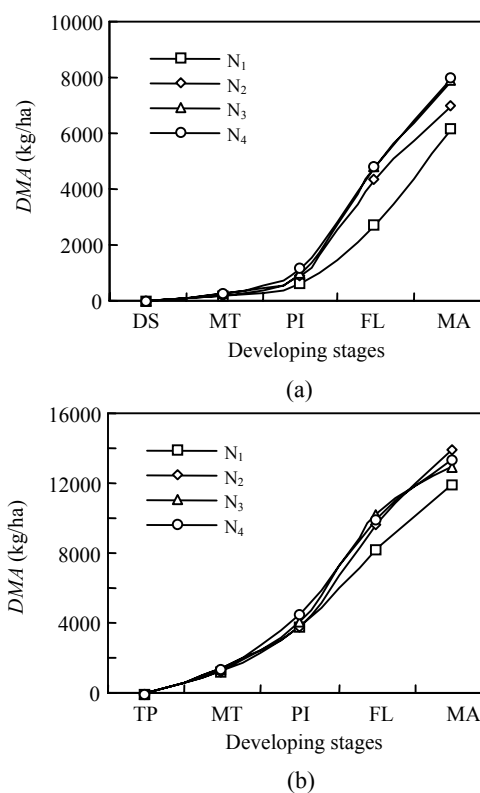 10000
8000
6000
4000
2000
0
DMA (kg/ha)
N₁
N₂
N₃
N₄
DS MT PI FL MA
Developing stages
(a)
16000
12000
8000
4000
0
DMA (kg/ha)
N₁
N₂
N₃
N₄
TP MT PI FL MA
Developing stages
(b)